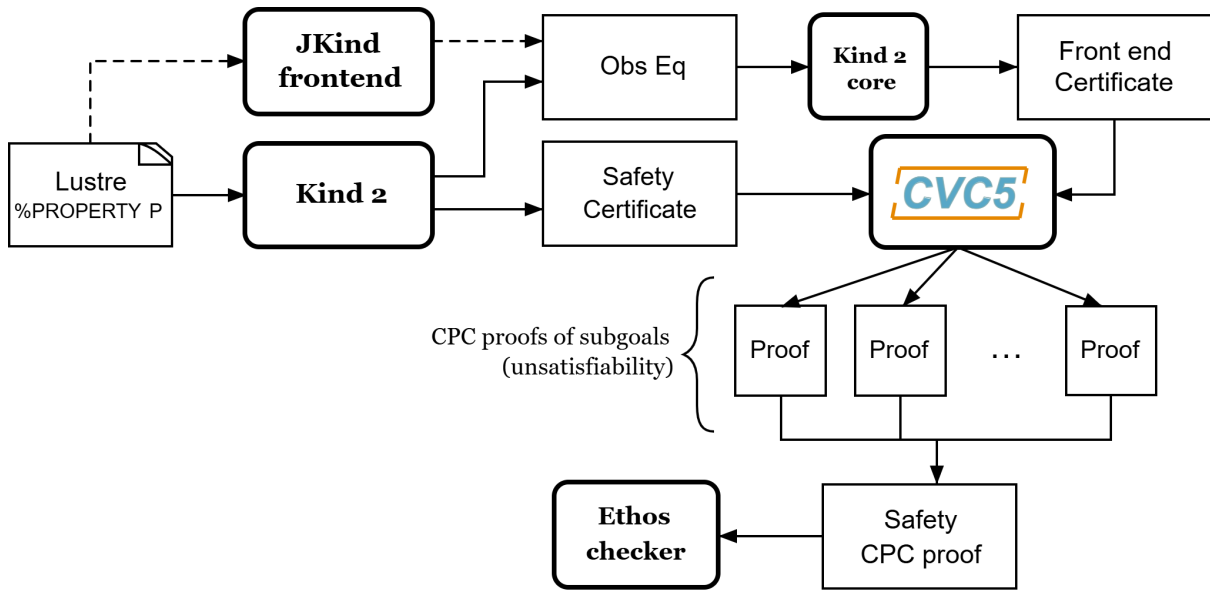 JKind
frontend
Obs Eq
Kind 2
core
Front end
Certificate
Lustre
%PROPERTY P
Kind 2
Safety
Certificate
CVC5
CPC proofs of subgoals
(unsatisfiability)
Proof
Proof
...
Proof
Ethos
checker
Safety
CPC proof